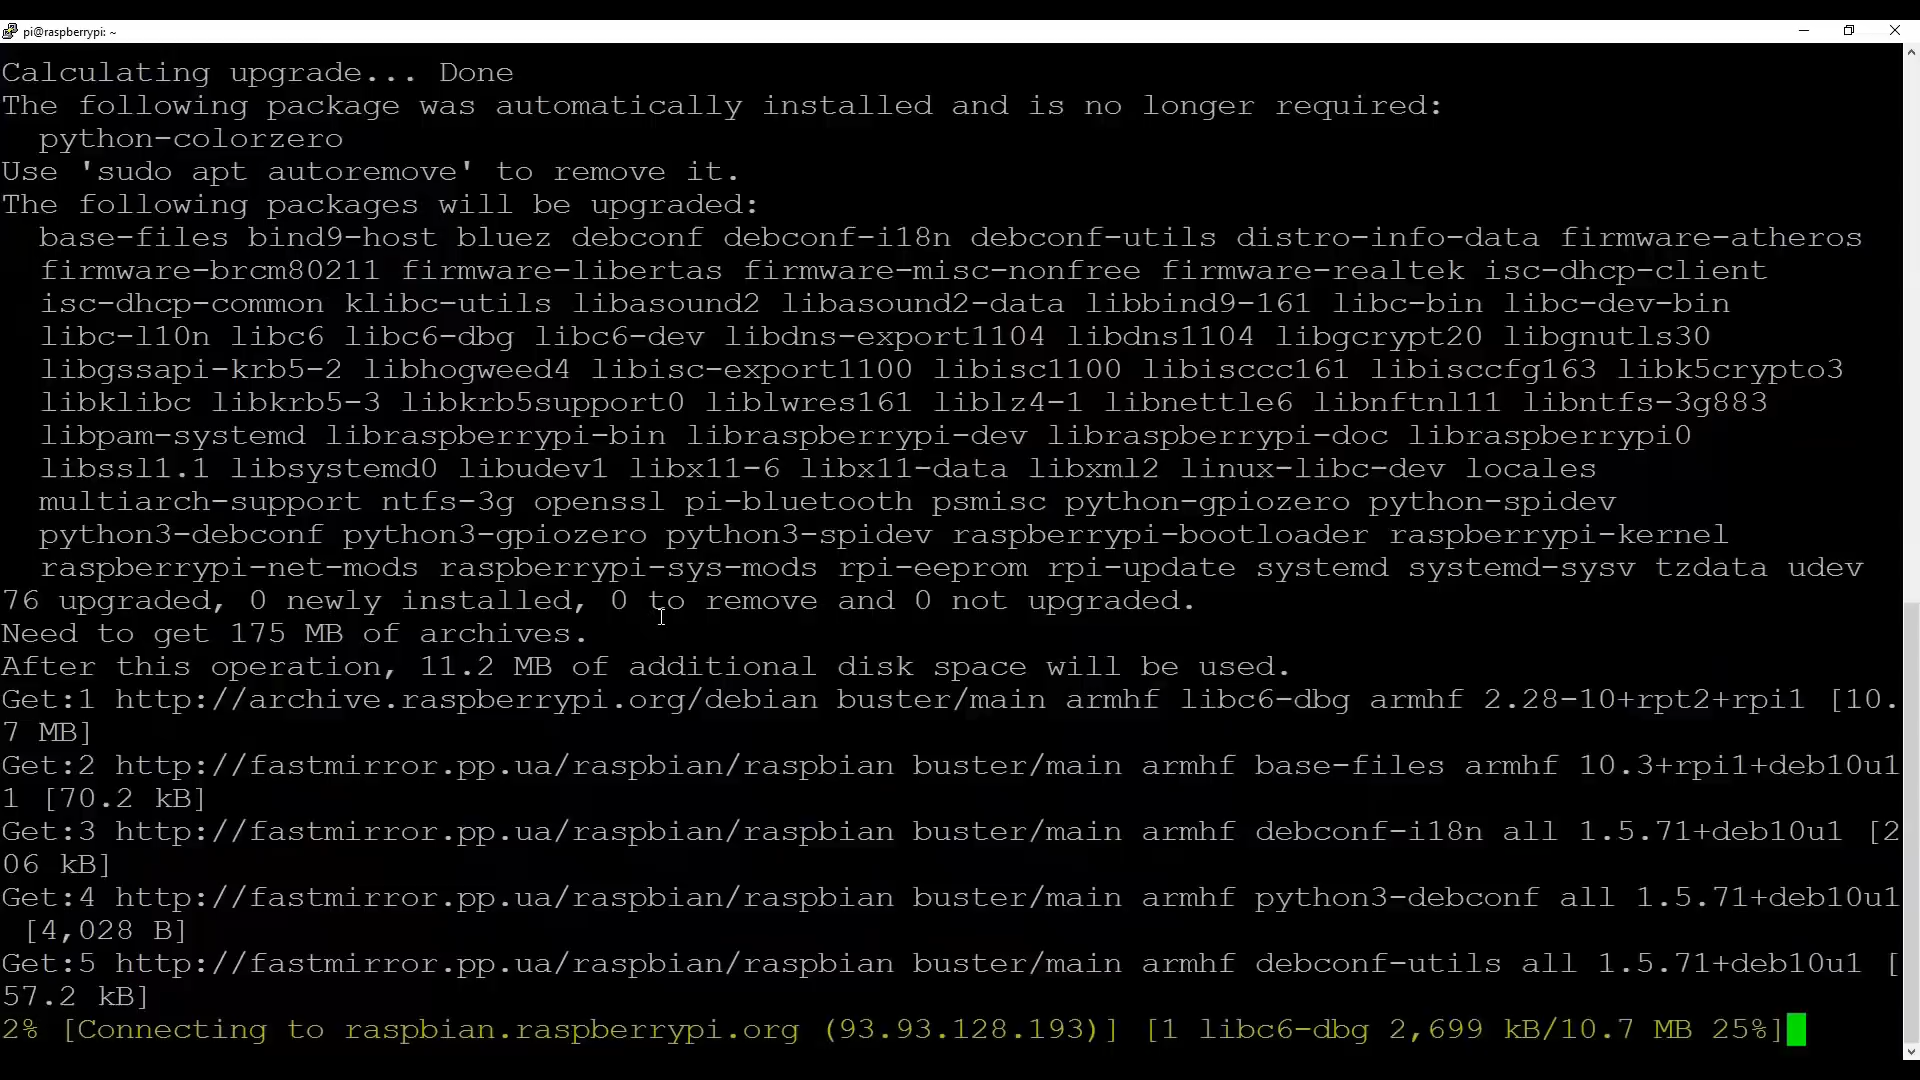 pi@raspberrypi: ~
Calculating upgrade... Done
The following package was automatically installed and is no longer required:
  python-colorzero
Use 'sudo apt autoremove' to remove it.
The following packages will be upgraded:
  base-files bind9-host bluez debconf debconf-i18n debconf-utils distro-info-data firmware-atheros
  firmware-brcm80211 firmware-libertas firmware-misc-nonfree firmware-realtek isc-dhcp-client
  isc-dhcp-common klibc-utils libasound2 libasound2-data libbind9-161 libc-bin libc-dev-bin
  libc-l10n libc6 libc6-dbg libc6-dev libdns-export1104 libdns1104 libgcrypt20 libgnutls30
  libgssapi-krb5-2 libhogweed4 libisc-export1100 libisc1100 libisccc161 libisccfg163 libk5crypto3
  libklibc libkrb5-3 libkrb5support0 liblwres161 liblz4-1 libnettle6 libnftnl11 libntfs-3g883
  libpam-systemd libraspberrypi-bin libraspberrypi-dev libraspberrypi-doc libraspberrypi0
  libssl1.1 libsystemd0 libudev1 libx11-6 libx11-data libxml2 linux-libc-dev locales
  multiarch-support ntfs-3g openssl pi-bluetooth psmisc python-gpiozero python-spidev
  python3-debconf python3-gpiozero python3-spidev raspberrypi-bootloader raspberrypi-kernel
  raspberrypi-net-mods raspberrypi-sys-mods rpi-eeprom rpi-update systemd systemd-sysv tzdata udev
76 upgraded, 0 newly installed, 0 to remove and 0 not upgraded.
Need to get 175 MB of archives.
After this operation, 11.2 MB of additional disk space will be used.
Get:1 http://archive.raspberrypi.org/debian buster/main armhf libc6-dbg armhf 2.28-10+rpt2+rpi1 [10.
7 MB]
Get:2 http://fastmirror.pp.ua/raspbian/raspbian buster/main armhf base-files armhf 10.3+rpi1+deb10u1
1 [70.2 kB]
Get:3 http://fastmirror.pp.ua/raspbian/raspbian buster/main armhf debconf-i18n all 1.5.71+deb10u1 [2
06 kB]
Get:4 http://fastmirror.pp.ua/raspbian/raspbian buster/main armhf python3-debconf all 1.5.71+deb10u1
 [4,028 B]
Get:5 http://fastmirror.pp.ua/raspbian/raspbian buster/main armhf debconf-utils all 1.5.71+deb10u1 [
57.2 kB]
2% [Connecting to raspbian.raspberrypi.org (93.93.128.193)] [1 libc6-dbg 2,699 kB/10.7 MB 25%]